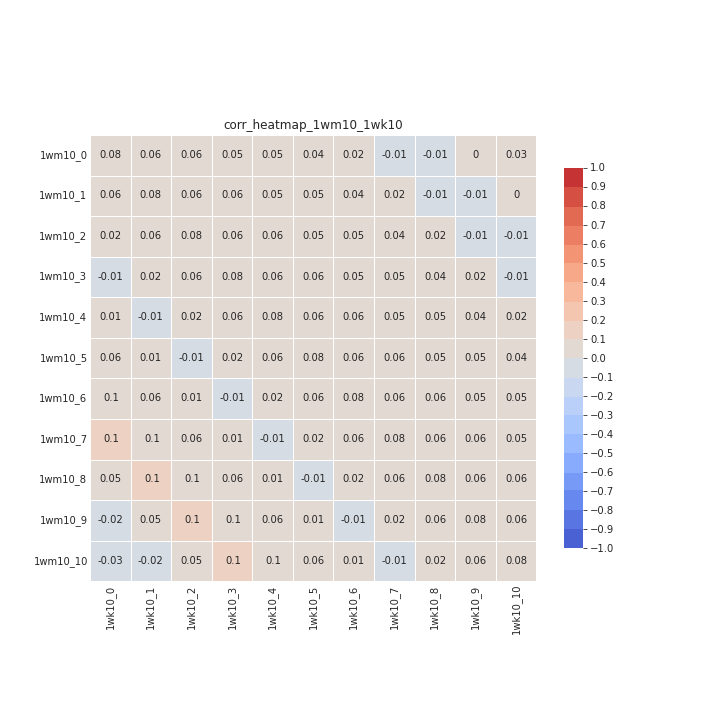 corr_heatmap_1wm10_1wk10
1wm10_0 0.08 0.06 0.06 0.05 0.05 0.04 0.02 -0.01 -0.01 0 0.03
1wm10_1 0.06 0.08 0.06 0.06 0.05 0.05 0.04 0.02 -0.01 -0.01 0
1wm10_2 0.02 0.06 0.08 0.06 0.06 0.05 0.05 0.04 0.02 -0.01 -0.01
1wm10_3 -0.01 0.02 0.06 0.08 0.06 0.06 0.05 0.05 0.04 0.02 -0.01
1wm10_4 0.01 -0.01 0.02 0.06 0.08 0.06 0.06 0.05 0.05 0.04 0.02
1wm10_5 0.06 0.01 -0.01 0.02 0.06 0.08 0.06 0.06 0.05 0.05 0.04
1wm10_6 0.1 0.06 0.01 -0.01 0.02 0.06 0.08 0.06 0.06 0.05 0.05
1wm10_7 0.1 0.1 0.06 0.01 -0.01 0.02 0.06 0.08 0.06 0.06 0.05
1wm10_8 0.05 0.1 0.1 0.06 0.01 -0.01 0.02 0.06 0.08 0.06 0.06
1wm10_9 -0.02 0.05 0.1 0.1 0.06 0.01 -0.01 0.02 0.06 0.08 0.06
1wm10_10 -0.03 -0.02 0.05 0.1 0.1 0.06 0.01 -0.01 0.02 0.06 0.08
1wk10_0 1wk10_1 1wk10_2 1wk10_3 1wk10_4 1wk10_5 1wk10_6 1wk10_7 1wk10_8 1wk10_9 1wk10_10
1.0
0.9
0.8
0.7
0.6
0.5
0.4
0.3
0.2
0.1
0.0
−0.1
−0.2
−0.3
−0.4
−0.5
−0.6
−0.7
−0.8
−0.9
−1.0